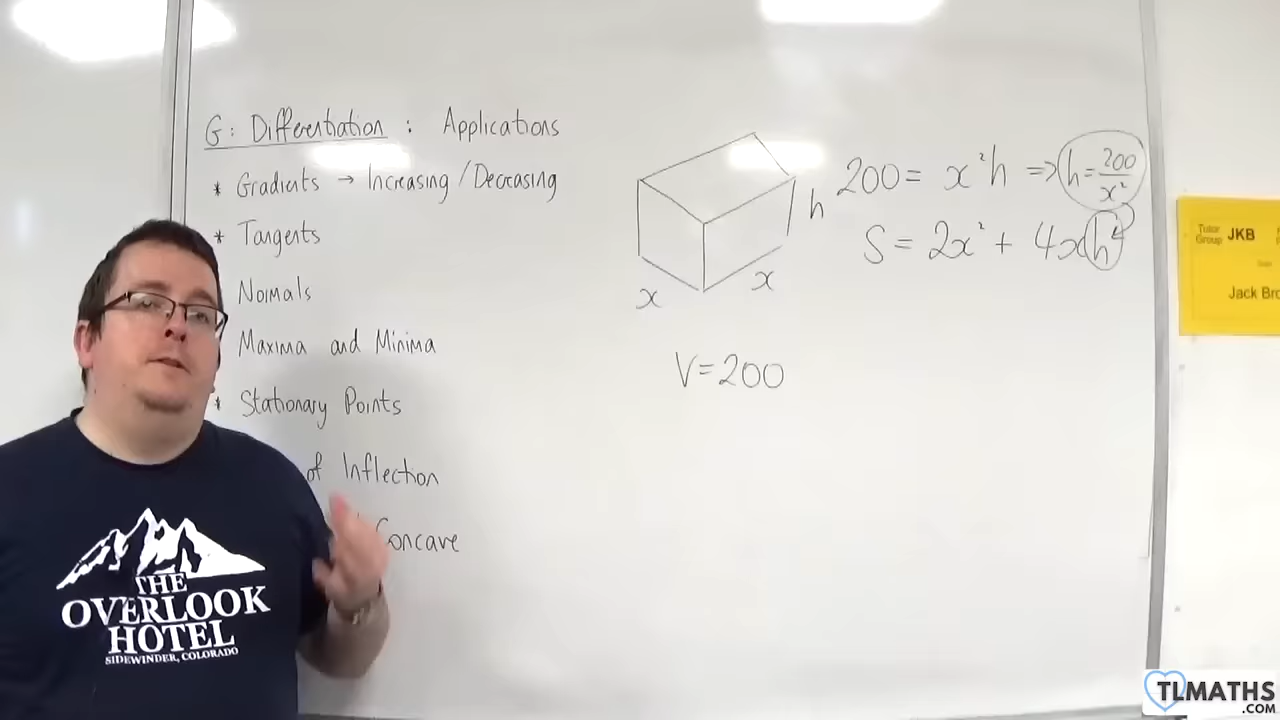 G: Differentiation : Applications
* Gradients → Increasing/Decreasing
* Tangents
Normals
Maxima and Minima
* Stationary Points
of Inflection
Concave
h
x
x
V=200
200 = x²h ⇒ h = 200/x²
S = 2x² + 4xh
Tutor Group JKB
Jack Bro
THE
OVERLOOK
HOTEL
SIDEWINDER, COLORADO
TLMATHS
.COM